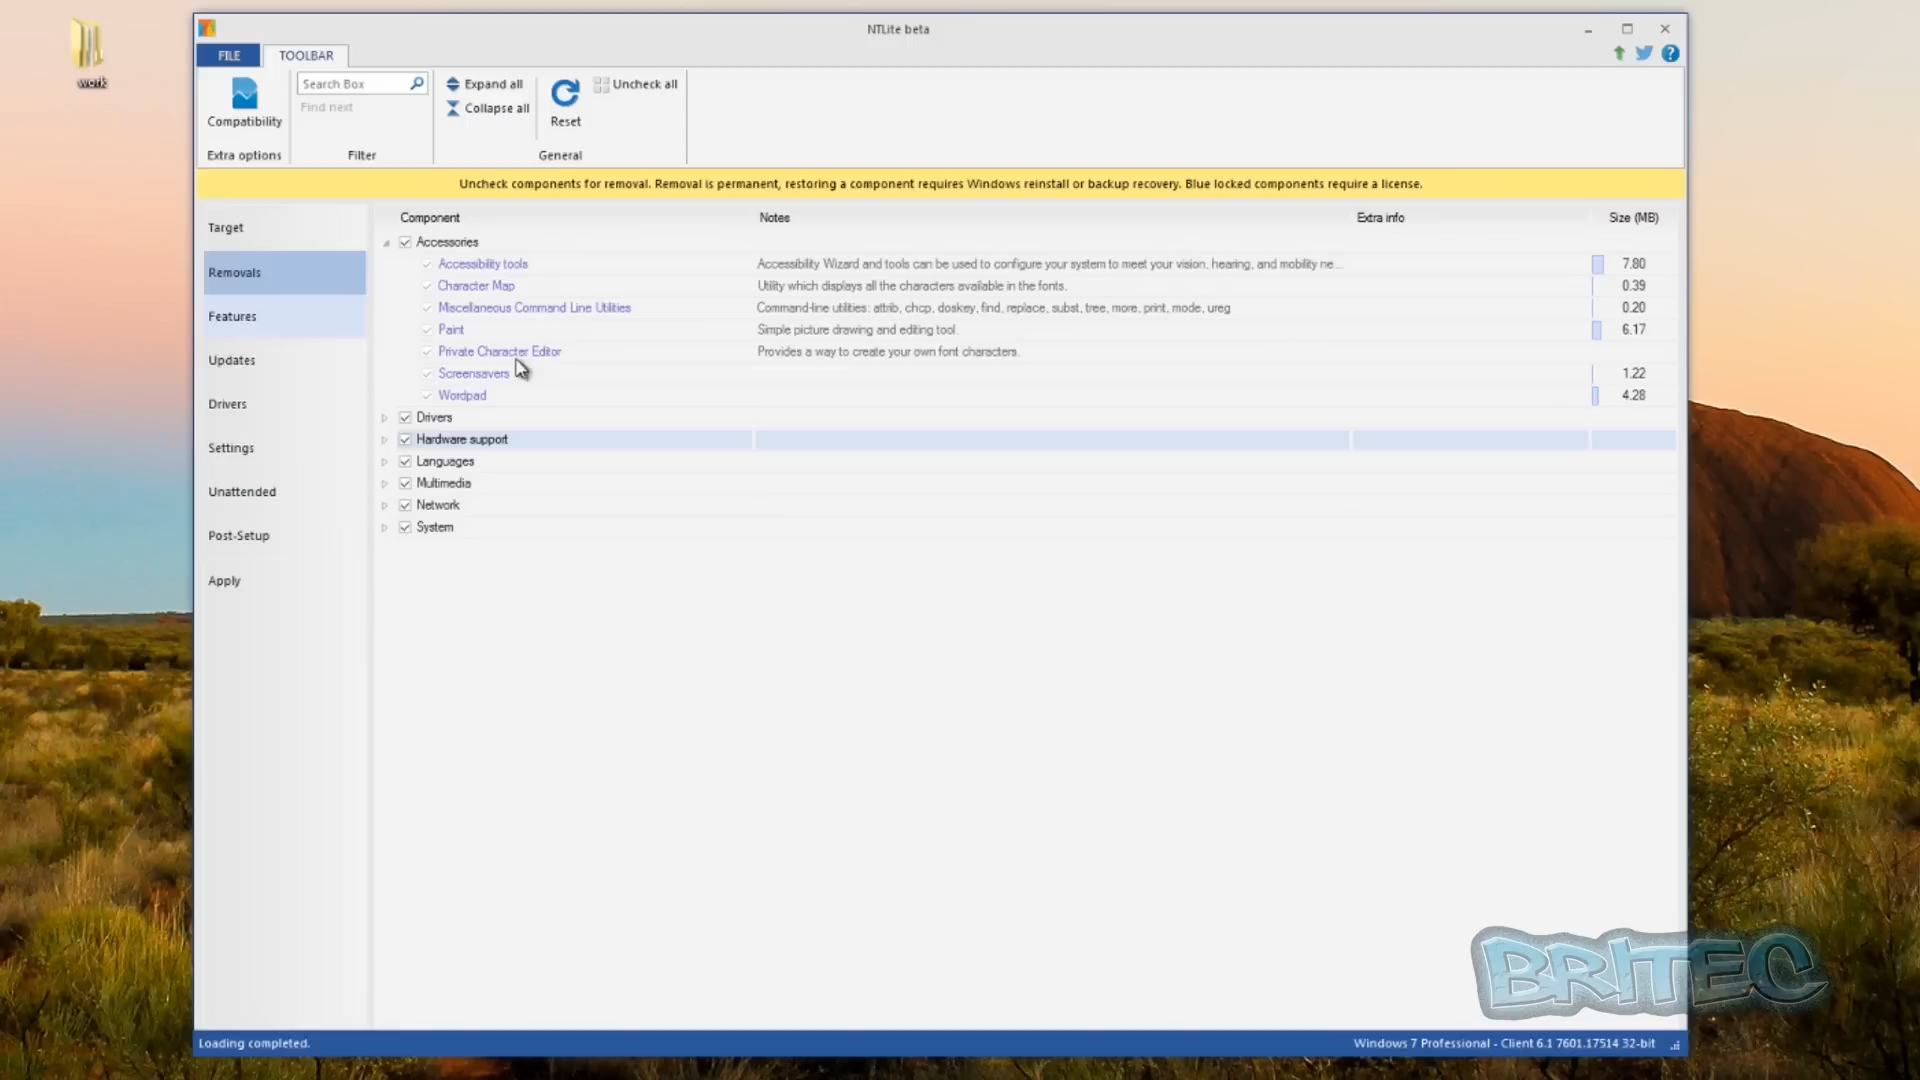 work
NTLite beta
FILE TOOLBAR
Compatibility
Extra options
Search Box
Find next
Filter
Expand all
Collapse all
Reset
Uncheck all
General
Uncheck components for removal. Removal is permanent, restoring a component requires Windows reinstall or backup recovery. Blue locked components require a license.
Target
Removals
Features
Updates
Drivers
Settings
Unattended
Post-Setup
Apply
Component Notes Extra info Size (MB)
Accessories
Accessibility tools Accessibility Wizard and tools can be used to configure your system to meet your vision, hearing, and mobility ne... 7.80
Character Map Utility which displays all the characters available in the fonts. 0.39
Miscellaneous Command Line Utilities Command-line utilities: attrib, chcp, doskey, find, replace, subst, tree, more, print, mode, ureg 0.20
Paint Simple picture drawing and editing tool. 6.17
Private Character Editor Provides a way to create your own font characters.
Screensavers 1.22
Wordpad 4.28
Drivers
Hardware support
Languages
Multimedia
Network
System
BRITEC
Loading completed. Windows 7 Professional - Client 6.1 7601.17514 32-bit